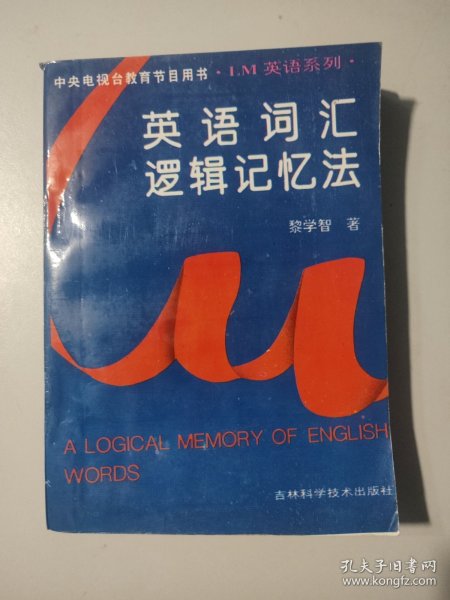 中央电视台教育节目用书·LM 英语系列·
英语词汇
逻辑记忆法
黎学智 著
A LOGICAL MEMORY OF ENGLISH
WORDS
吉林科学技术出版社
孔夫子旧书网
www.kongfz.com